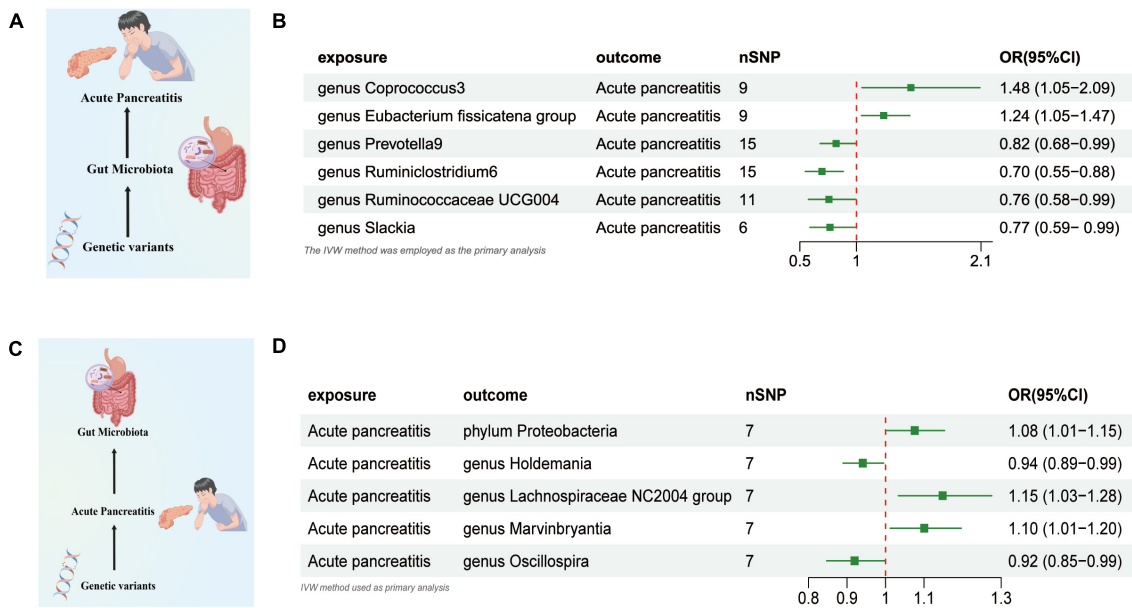 A
Acute Pancreatitis
Gut Microbiota
Genetic variants
B
exposure outcome nSNP OR(95%CI)
genus Coprococcus3 Acute pancreatitis 9 1.48 (1.05−2.09)
genus Eubacterium fissicatena group Acute pancreatitis 9 1.24 (1.05−1.47)
genus Prevotella9 Acute pancreatitis 15 0.82 (0.68−0.99)
genus Ruminiclostridium6 Acute pancreatitis 15 0.70 (0.55−0.88)
genus Ruminococcaceae UCG004 Acute pancreatitis 11 0.76 (0.58−0.99)
genus Slackia Acute pancreatitis 6 0.77 (0.59− 0.99)
The IVW method was employed as the primary analysis
0.5 1 2.1
C
Gut Microbiota
Acute Pancreatitis
Genetic variants
D
exposure outcome nSNP OR(95%CI)
Acute pancreatitis phylum Proteobacteria 7 1.08 (1.01−1.15)
Acute pancreatitis genus Holdemania 7 0.94 (0.89−0.99)
Acute pancreatitis genus Lachnospiraceae NC2004 group 7 1.15 (1.03−1.28)
Acute pancreatitis genus Marvinbryantia 7 1.10 (1.01−1.20)
Acute pancreatitis genus Oscillospira 7 0.92 (0.85−0.99)
IVW method used as primary analysis
0.8 0.9 1 1.1 1.3